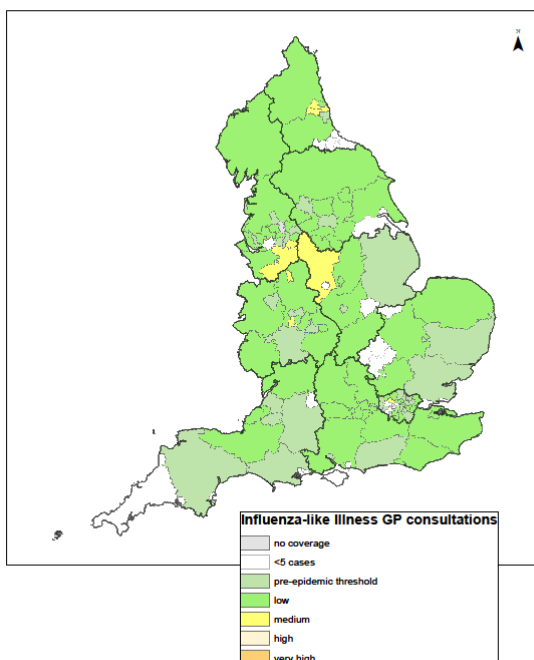 N
Influenza-like Illness GP consultations
no coverage
<5 cases
pre-epidemic threshold
low
medium
high
very high